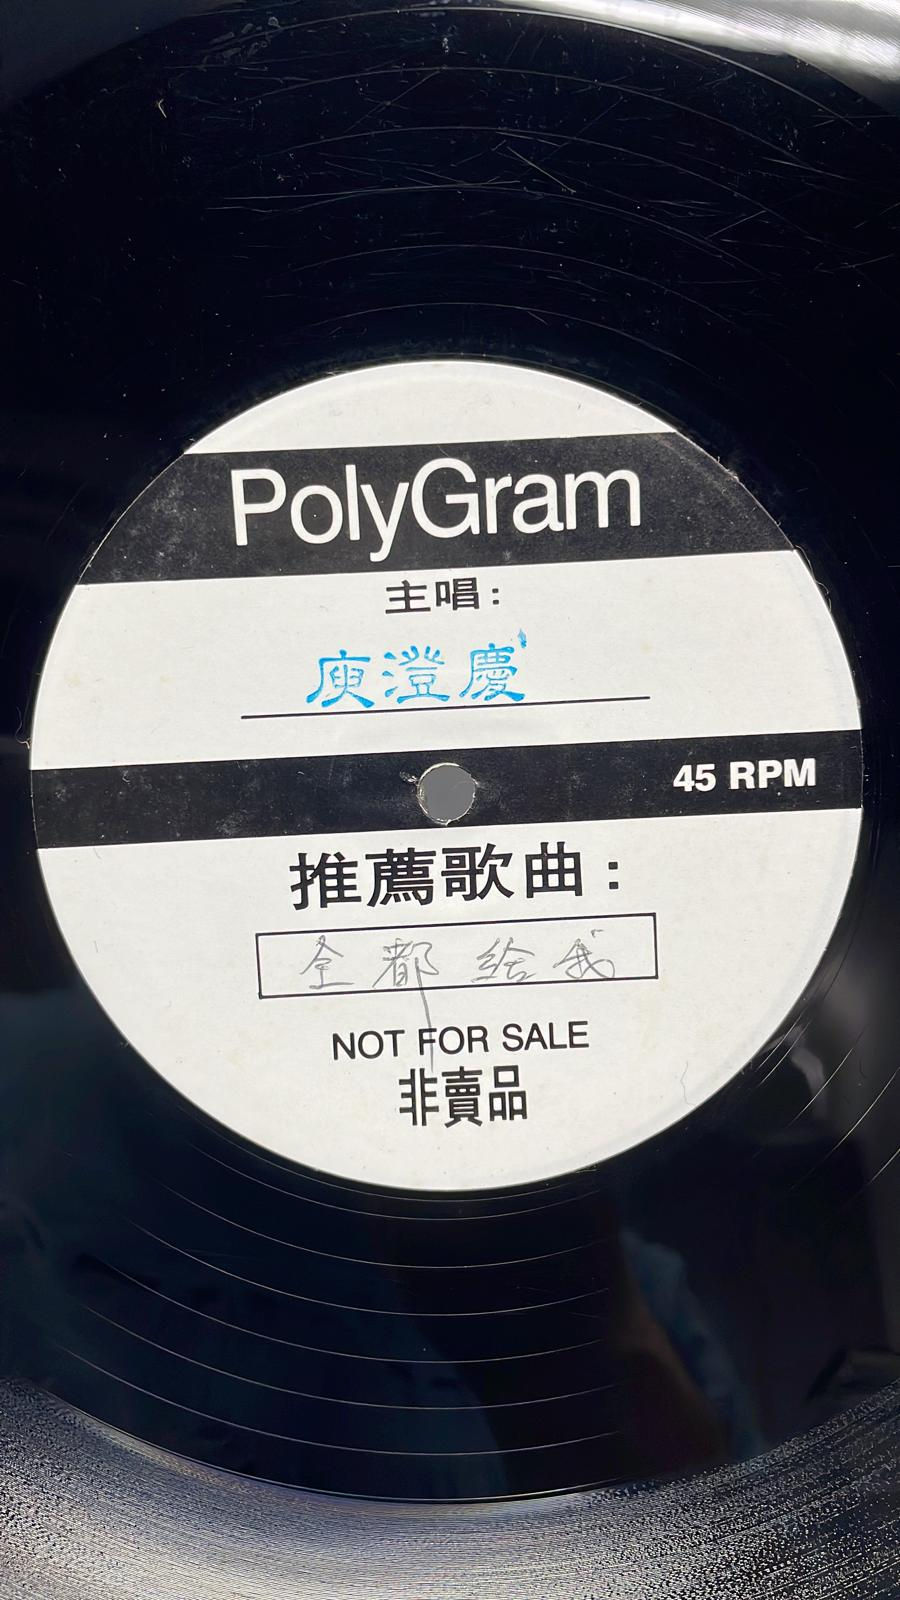 PolyGram
主唱：
庾澄慶
45 RPM
推薦歌曲：
全都給我
NOT FOR SALE
非賣品